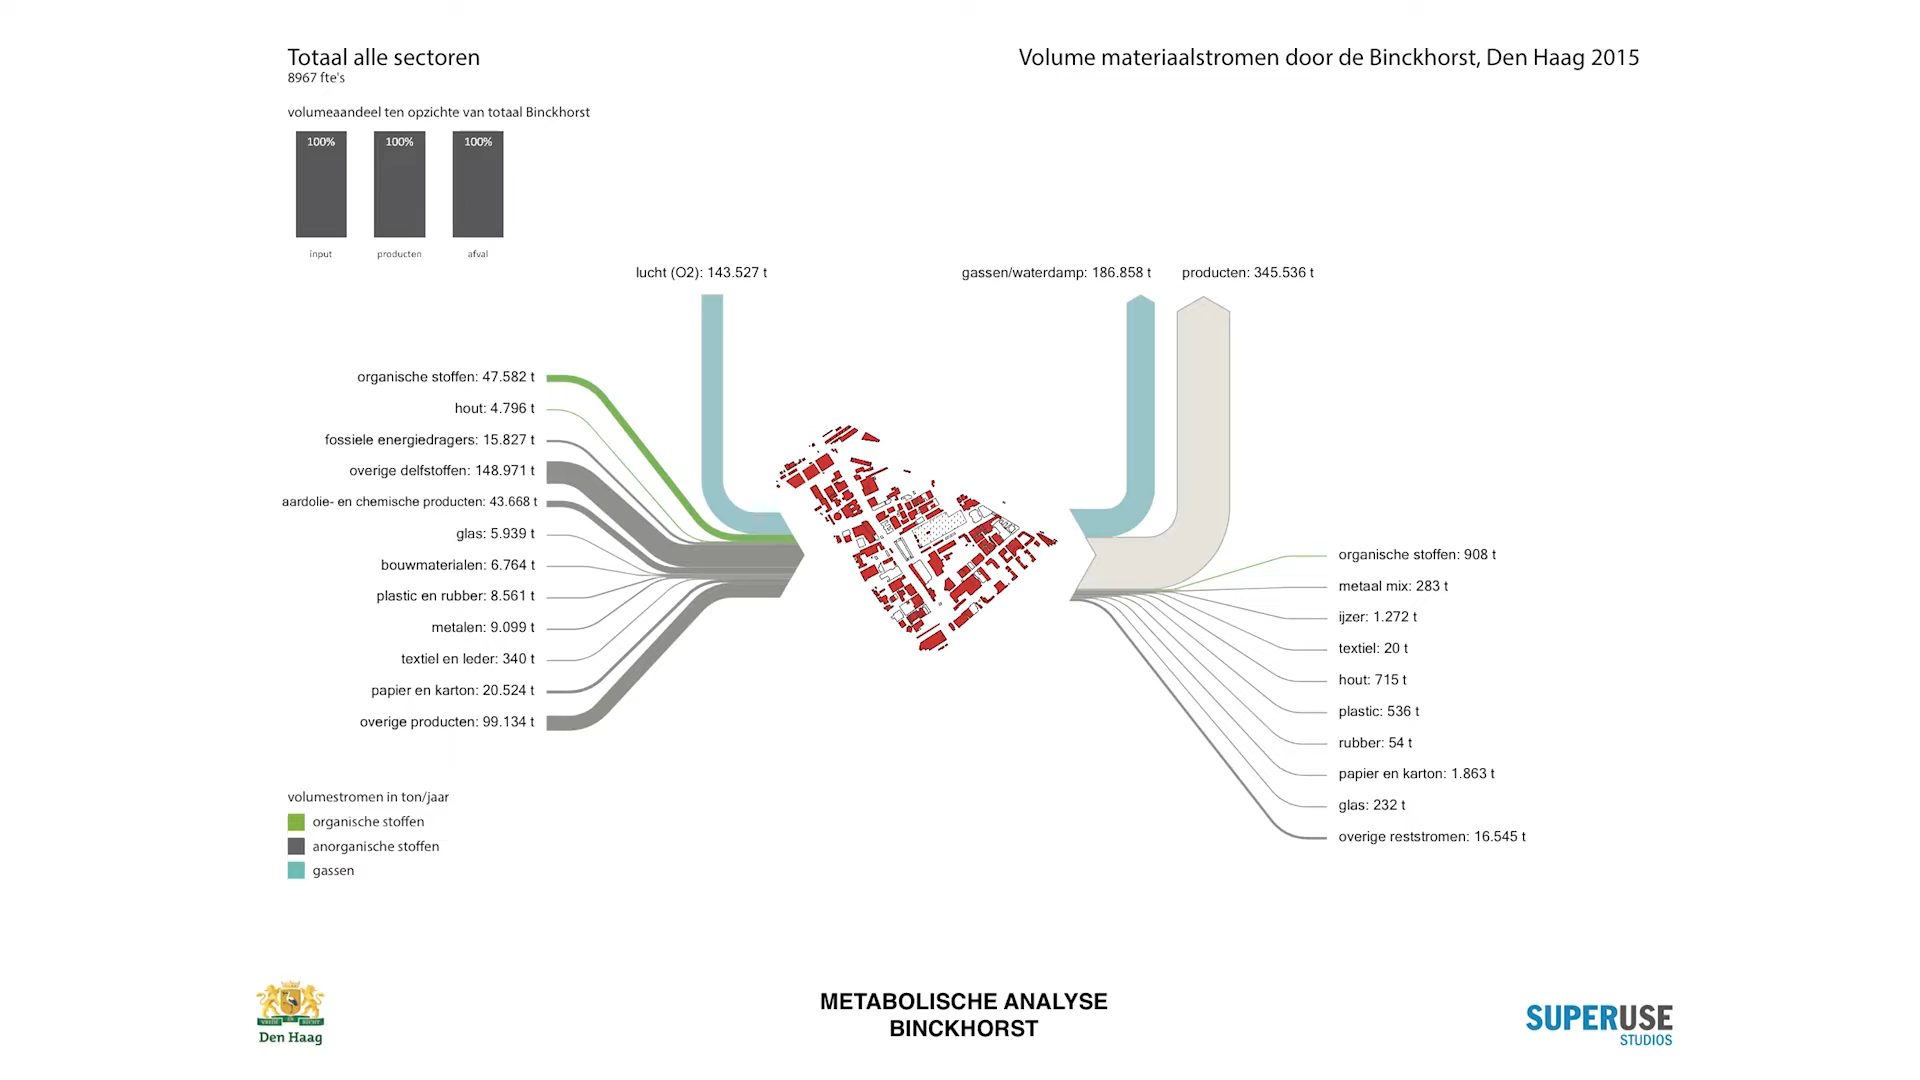 Totaal alle sectoren
8967 fte's
Volume materiaalstromen door de Binckhorst, Den Haag 2015
volumeaandeel ten opzichte van totaal Binckhorst
100%
100%
100%
input
producten
afval
lucht (O2): 143.527 t
gassen/waterdamp: 186.858 t
producten: 345.536 t
organische stoffen: 47.582 t
hout: 4.796 t
fossiele energiedragers: 15.827 t
overige delfstoffen: 148.971 t
aardolie- en chemische producten: 43.668 t
glas: 5.939 t
bouwmaterialen: 6.764 t
plastic en rubber: 8.561 t
metalen: 9.099 t
textiel en leder: 340 t
papier en karton: 20.524 t
overige producten: 99.134 t
organische stoffen: 908 t
metaal mix: 283 t
ijzer: 1.272 t
textiel: 20 t
hout: 715 t
plastic: 536 t
rubber: 54 t
papier en karton: 1.863 t
glas: 232 t
overige reststromen: 16.545 t
volumestromen in ton/jaar
organische stoffen
anorganische stoffen
gassen
VREDE RECHT
Den Haag
METABOLISCHE ANALYSE
BINCKHORST
SUPERUSE
STUDIOS